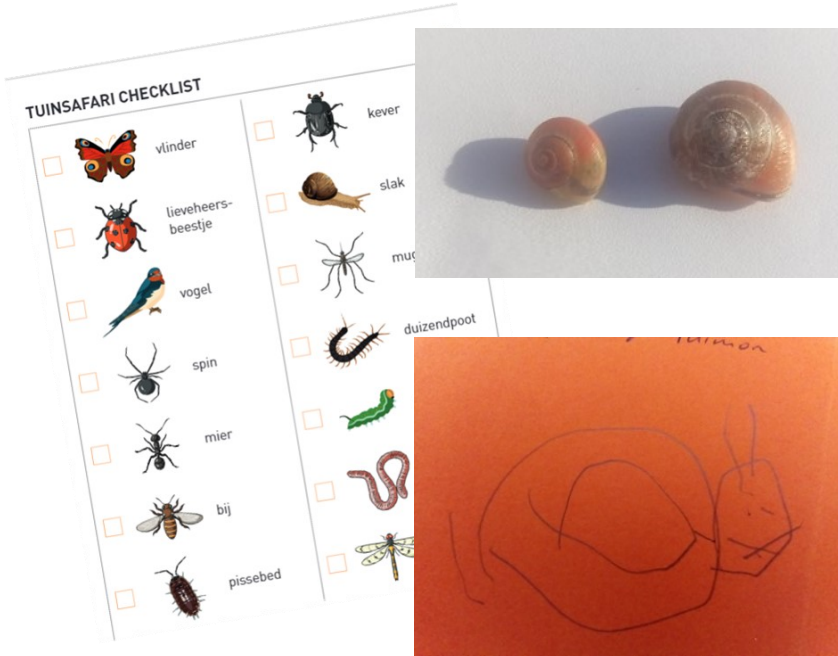 TUINSAFARI CHECKLIST
vlinder
lieveheers-
beestje
vogel
spin
mier
bij
pissebed
kever
slak
duizendpoot